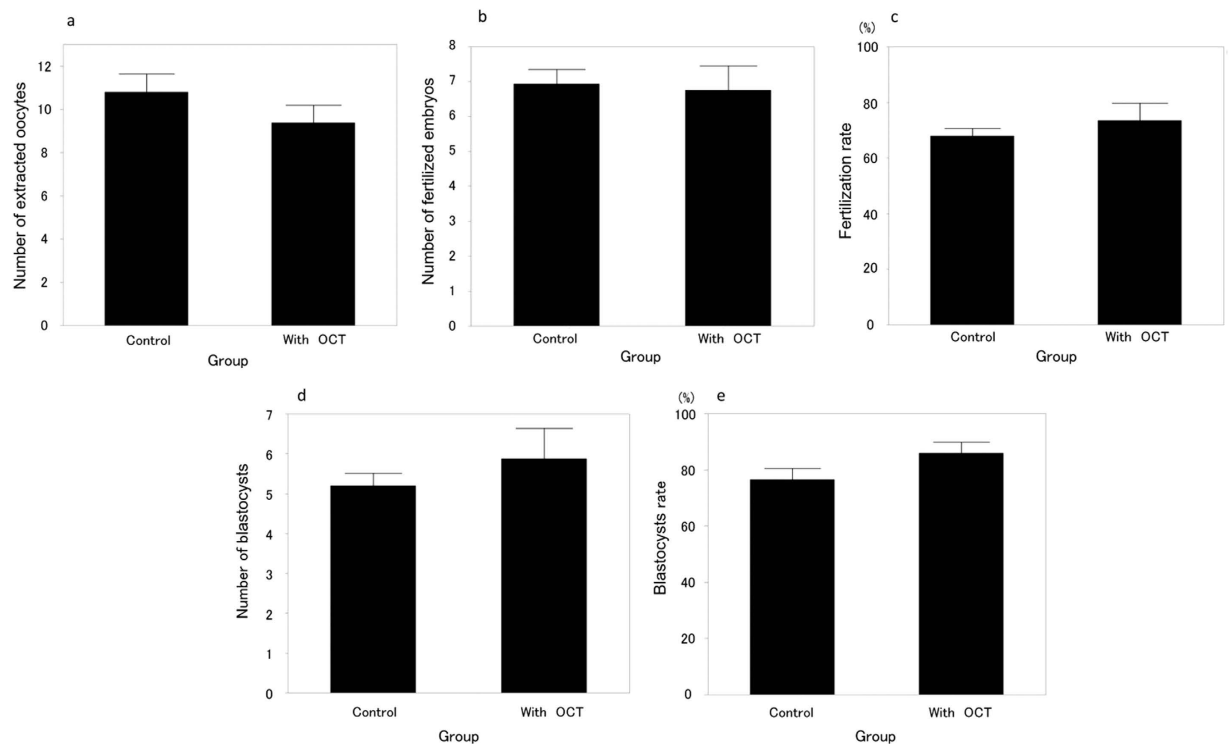 a
Number of extracted oocytes
12
10
8
6
4
2
0
Control
With OCT
Group
b
Number of fertilized embryos
8
7
6
5
4
3
2
1
0
Control
With OCT
Group
c
(%)
Fertilization rate
100
80
60
40
20
0
Control
With OCT
Group
d
Number of blastocysts
7
6
5
4
3
2
1
0
Control
With OCT
Group
(%)
e
Blastocysts rate
100
80
60
40
20
0
Control
With OCT
Group